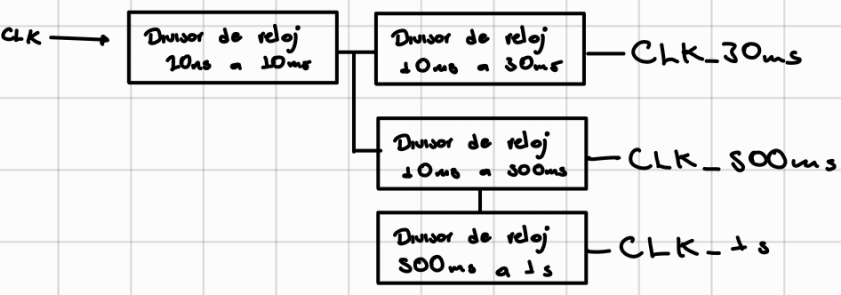 CLK
Divisor de reloj
20ns a 10ms
Divisor de reloj
10ms a 30ms
CLK_30ms
Divisor de reloj
10ms a 500ms
CLK_500ms
Divisor de reloj
500ms a 1s
CLK_1s